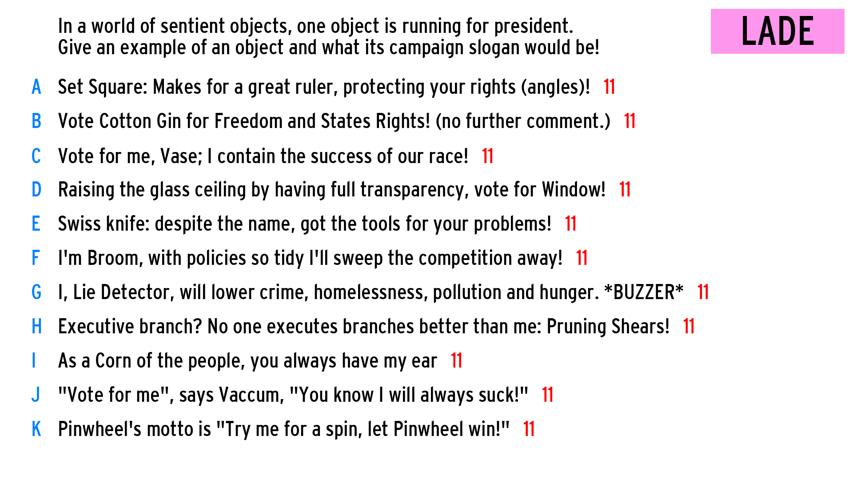 In a world of sentient objects, one object is running for president.
Give an example of an object and what its campaign slogan would be!
LADE
A Set Square: Makes for a great ruler, protecting your rights (angles)! 11
B Vote Cotton Gin for Freedom and States Rights! (no further comment.) 11
C Vote for me, Vase; I contain the success of our race! 11
D Raising the glass ceiling by having full transparency, vote for Window! 11
E Swiss knife: despite the name, got the tools for your problems! 11
F I'm Broom, with policies so tidy I'll sweep the competition away! 11
G I, Lie Detector, will lower crime, homelessness, pollution and hunger. *BUZZER* 11
H Executive branch? No one executes branches better than me: Pruning Shears! 11
I As a Corn of the people, you always have my ear 11
J "Vote for me", says Vaccum, "You know I will always suck!" 11
K Pinwheel's motto is "Try me for a spin, let Pinwheel win!" 11